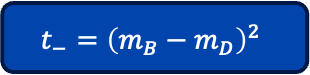 t₋ = (m_B − m_D)²